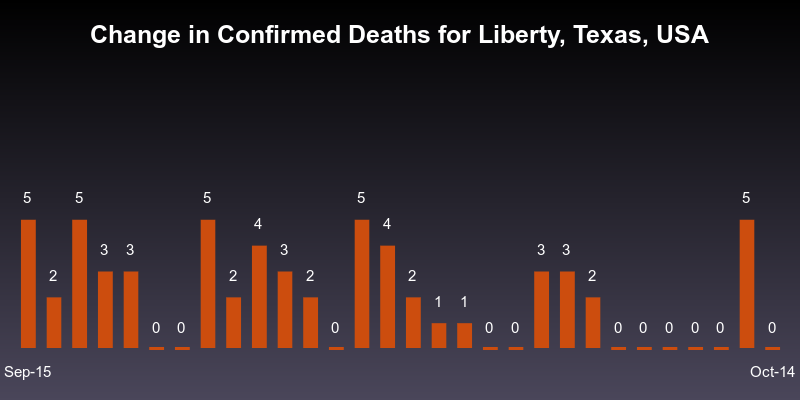 Change in Confirmed Deaths for Liberty, Texas, USA
5 2 5 3 3 0 0 5 2 4 3 2 0 5 4 2 1 1 0 0 3 3 2 0 0 0 0 0 5 0
Sep-15 Oct-14